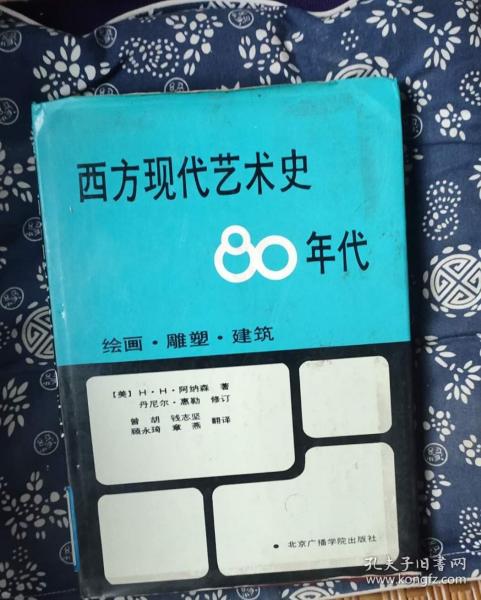 西方现代艺术史
80年代
绘画·雕塑·建筑
［美］H·H·阿纳森 著
丹尼尔·惠勒 修订
曾 胡 钱志坚 翻译
顾永琦 章 燕
·北京广播学院出版社
孔夫子旧书网
www.kongfz.com